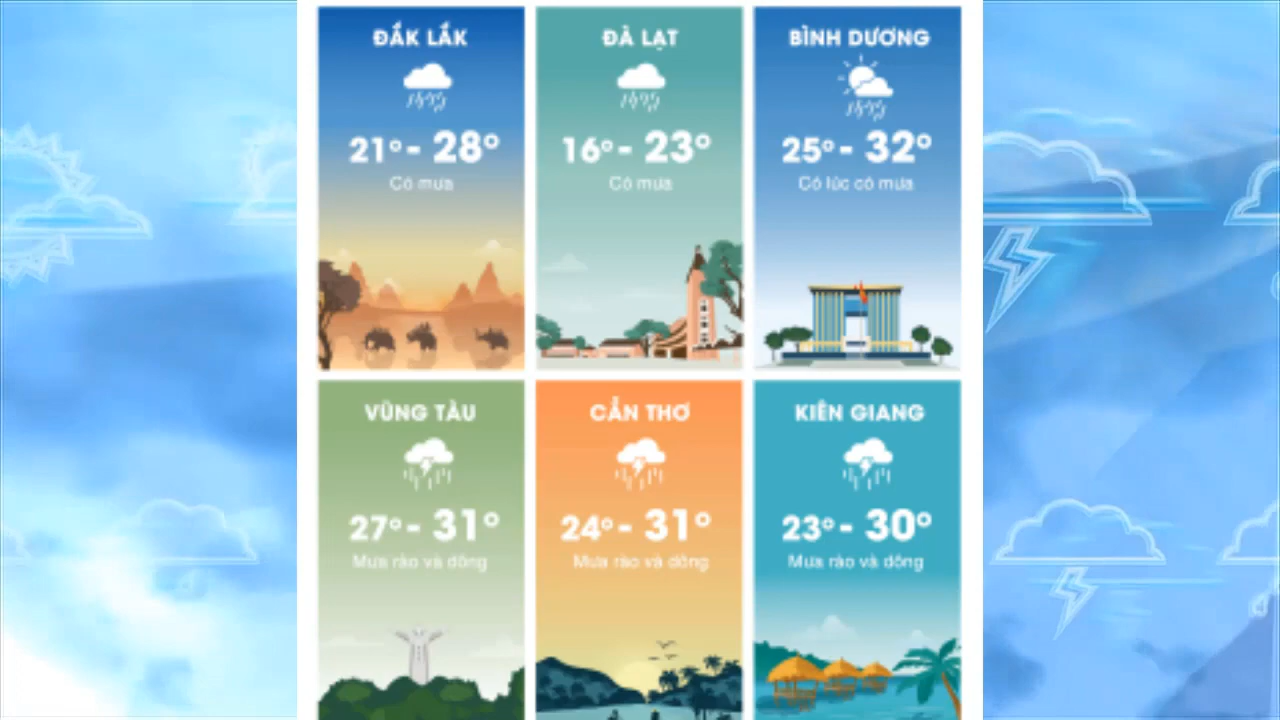 ĐẮK LẮK
21° - 28°
Có mưa
ĐÀ LẠT
16° - 23°
Có mưa
BÌNH DƯƠNG
25° - 32°
Có lúc có mưa
VŨNG TÀU
27° - 31°
Mưa rào và dông
CẦN THƠ
24° - 31°
Mưa rào và dông
KIÊN GIANG
23° - 30°
Mưa rào và dông